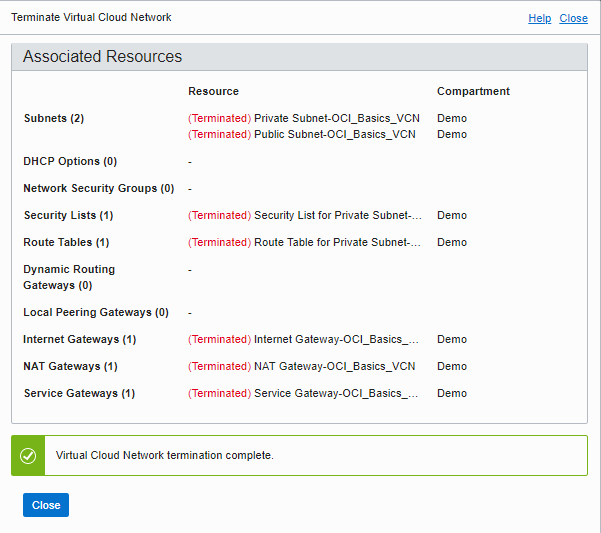 Terminate Virtual Cloud Network Help Close
Associated Resources
Resource Compartment
Subnets (2) (Terminated) Private Subnet-OCI_Basics_VCN Demo
(Terminated) Public Subnet-OCI_Basics_VCN Demo
DHCP Options (0) -
Network Security Groups (0) -
Security Lists (1) (Terminated) Security List for Private Subnet-... Demo
Route Tables (1) (Terminated) Route Table for Private Subnet-... Demo
Dynamic Routing -
Gateways (0)
Local Peering Gateways (0) -
Internet Gateways (1) (Terminated) Internet Gateway-OCI_Basics_... Demo
NAT Gateways (1) (Terminated) NAT Gateway-OCI_Basics_VCN Demo
Service Gateways (1) (Terminated) Service Gateway-OCI_Basics_... Demo
Virtual Cloud Network termination complete.
Close